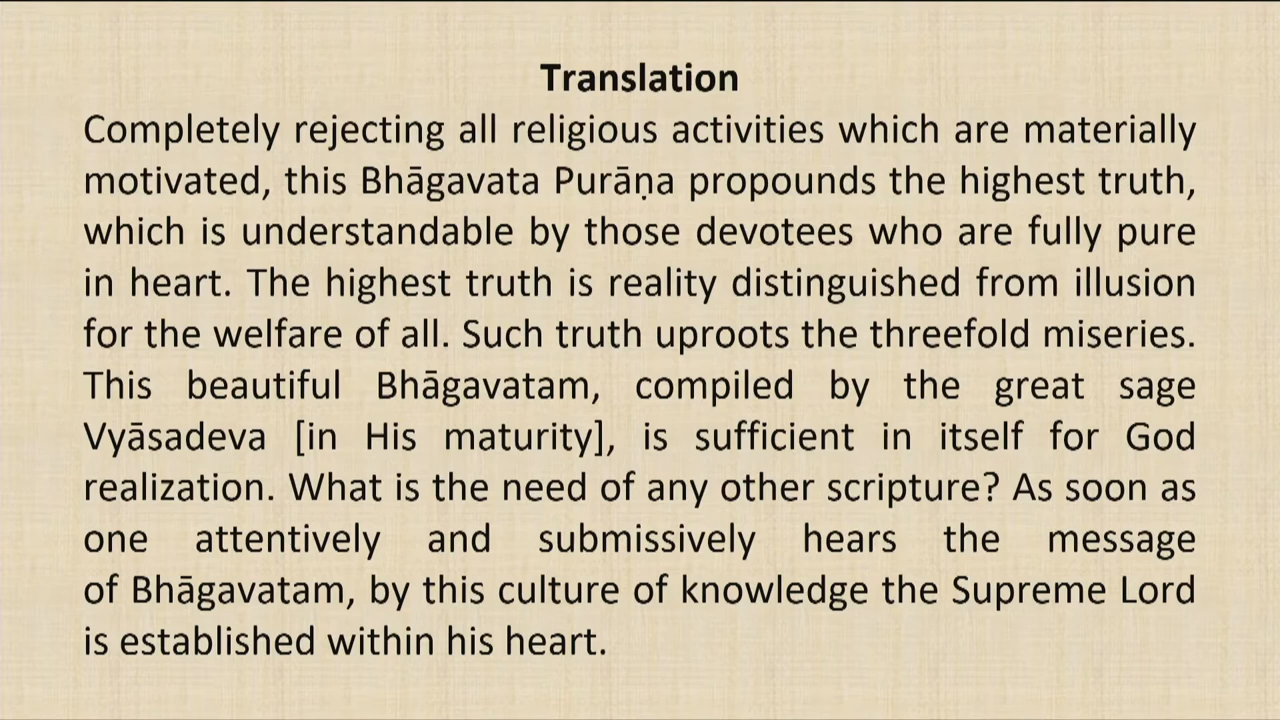 Translation
Completely rejecting all religious activities which are materially
motivated, this Bhāgavata Purāṇa propounds the highest truth,
which is understandable by those devotees who are fully pure
in heart. The highest truth is reality distinguished from illusion
for the welfare of all. Such truth uproots the threefold miseries.
This beautiful Bhāgavatam, compiled by the great sage
Vyāsadeva [in His maturity], is sufficient in itself for God
realization. What is the need of any other scripture? As soon as
one attentively and submissively hears the message
of Bhāgavatam, by this culture of knowledge the Supreme Lord
is established within his heart.